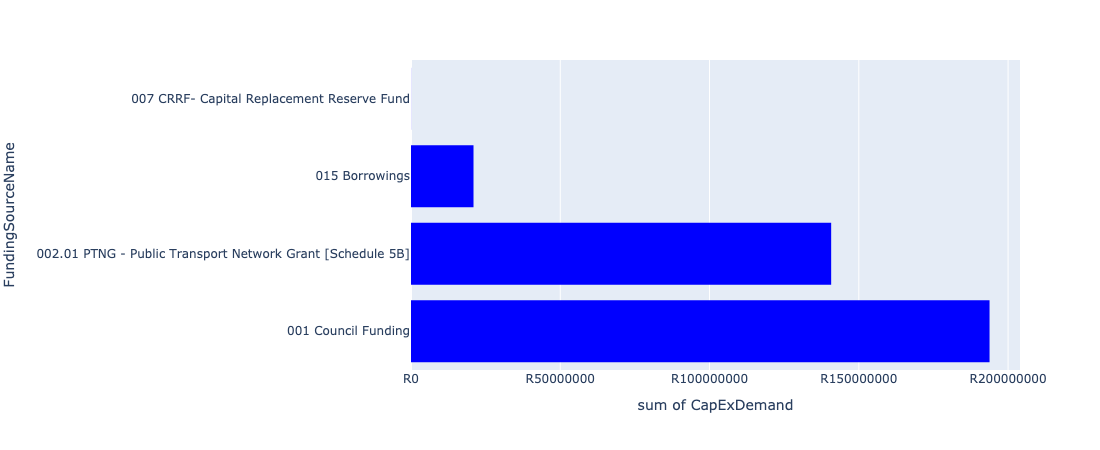 FundingSourceName
007 CRRF- Capital Replacement Reserve Fund
015 Borrowings
002.01 PTNG - Public Transport Network Grant [Schedule 5B]
001 Council Funding
R0 R50000000 R100000000 R150000000 R200000000
sum of CapExDemand